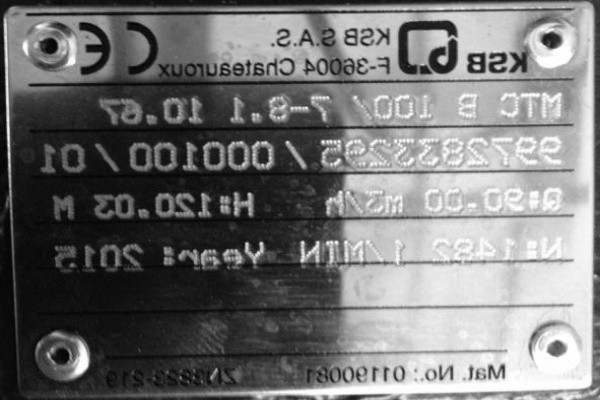 KSB KSB S.A.S.
F-36004 Chateauroux CE
MTC B 100/ 7-8.1 10.67
9972833295 / 000100 / 01
Q:90.00 m3/h H:120.03 M
N:1482 1/MIN Year: 2015
Mat. No.: 01190081 ZN3823-219